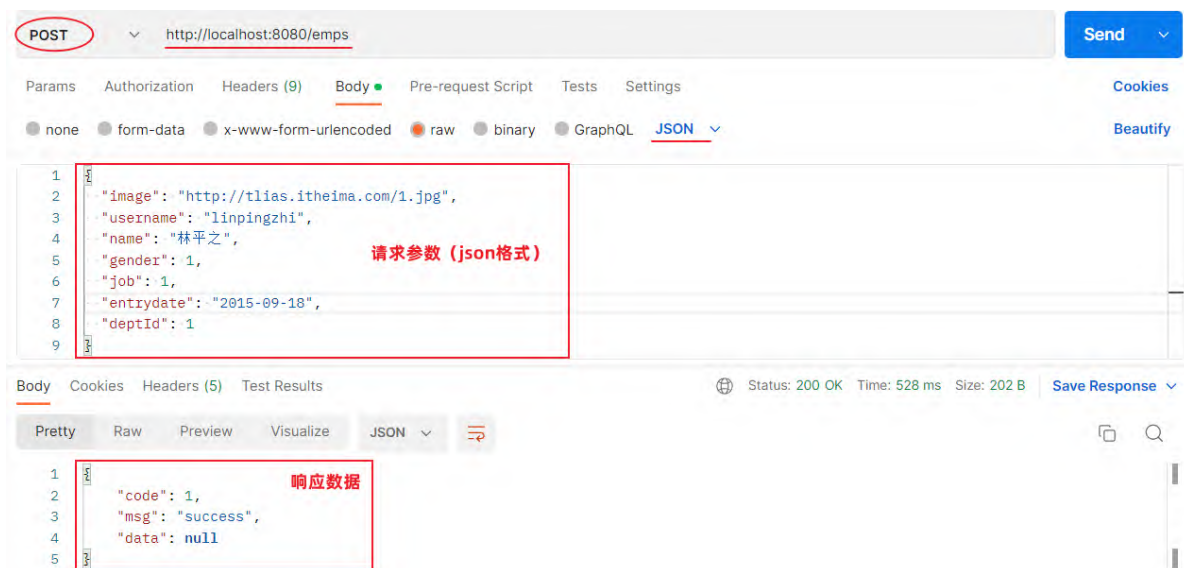 POST http://localhost:8080/emps Send
Params Authorization Headers (9) Body Pre-request Script Tests Settings Cookies
none form-data x-www-form-urlencoded raw binary GraphQL JSON Beautify
1 {
2 "image": "http://tlias.itheima.com/1.jpg",
3 "username": "linpingzhi",
4 "name": "林平之",
5 "gender": 1,
请求参数（json格式）
6 "job": 1,
7 "entrydate": "2015-09-18",
8 "deptId": 1
9 }
Body Cookies Headers (5) Test Results Status: 200 OK Time: 528 ms Size: 202 B Save Response
Pretty Raw Preview Visualize JSON
1 {
响应数据
2 "code": 1,
3 "msg": "success",
4 "data": null
5 }